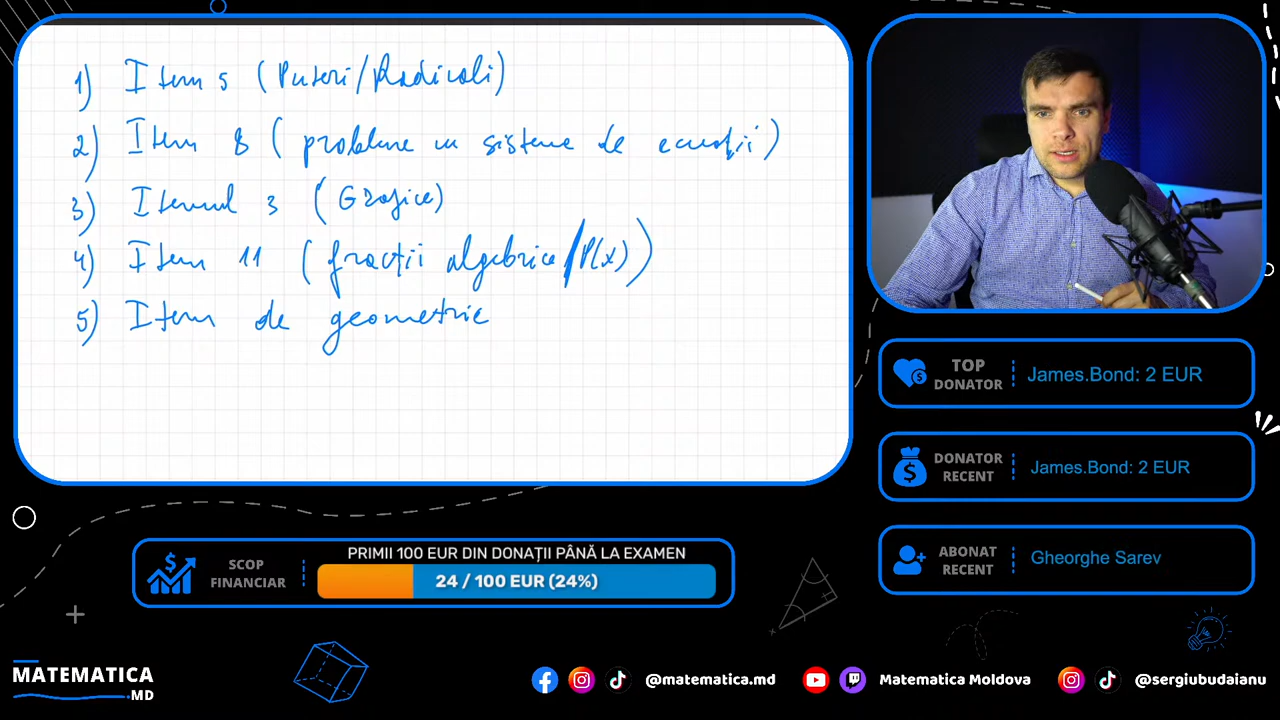 1) Item 5 (Puteri/Radicali)
2) Item 8 (probleme cu sisteme de ecuații)
3) Itemul 3 (Grafice)
4) Item 11 (fracții algebrice/P(x))
5) Item de geometrie
TOP DONATOR
James.Bond: 2 EUR
DONATOR RECENT
James.Bond: 2 EUR
ABONAT RECENT
Gheorghe Sarev
SCOP FINANCIAR
PRIMII 100 EUR DIN DONAȚII PÂNĂ LA EXAMEN
24 / 100 EUR (24%)
MATEMATICA
.MD
@matematica.md
Matematica Moldova
@sergiubudaianu